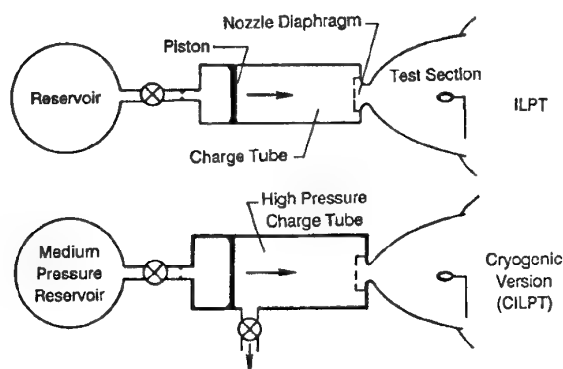 Nozzle Diaphragm
Piston
Reservoir
Test Section
ILPT
Charge Tube
High Pressure
Charge Tube
Medium
Pressure
Reservoir
Cryogenic
Version
(CILPT)